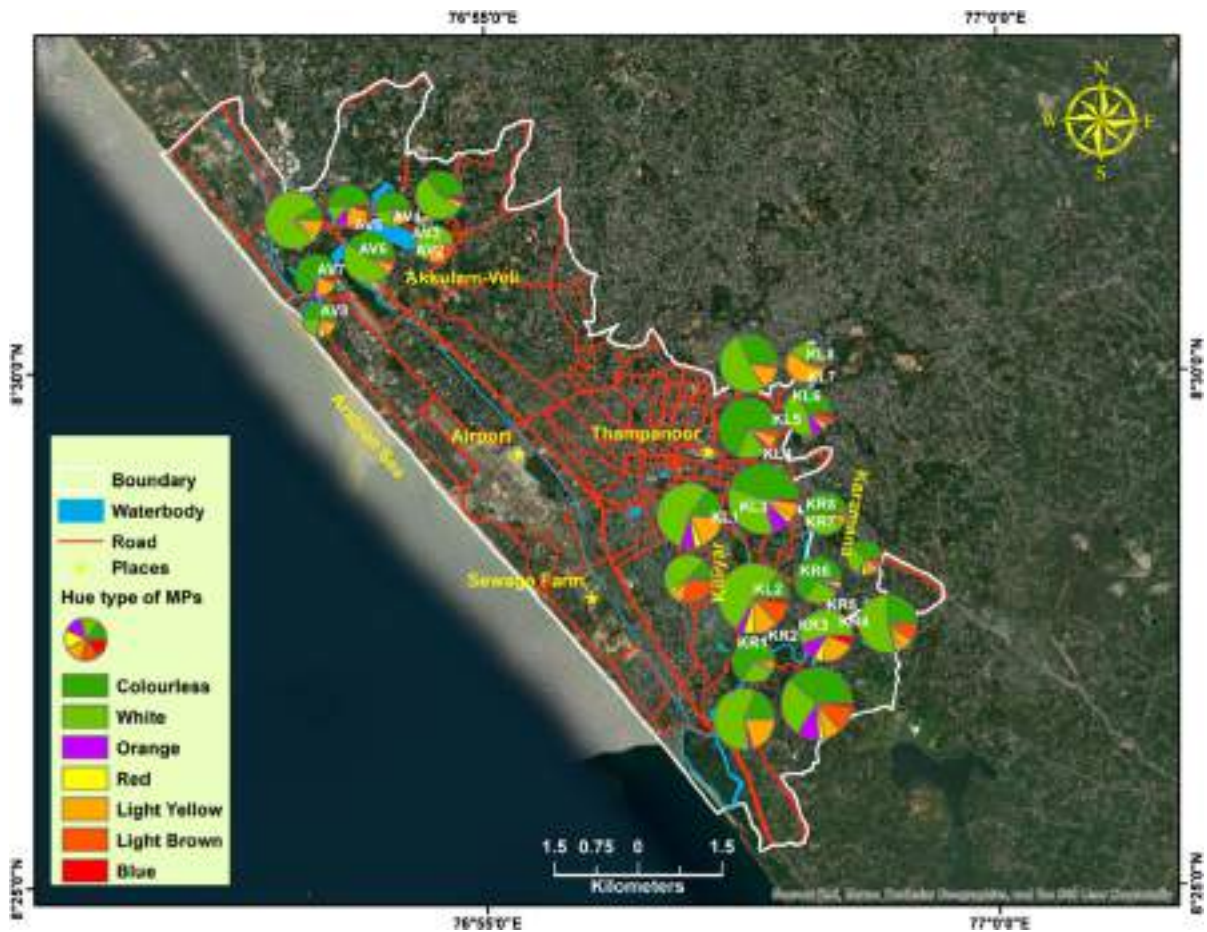 76°55'0"E
77°0'0"E
N
W
E
S
8°30'0"N
8°30'0"N
AV5
AV4
AV3
AV6
AV2
AV7
Akkulam-Veli
AV8
KL8
KL7
KL6
KL5
KL4
Arabian Sea
Airport
Thampanoor
KL1
KL3
KR8
KR7
Karamana
Killiyar
Sewage Farm
KL2
KR6
KR5
KR4
KR3
KR2
KR1
Boundary
Waterbody
Road
Places
Hue type of MPs
Colourless
White
Orange
Red
Light Yellow
Light Brown
Blue
1.5 0.75 0 1.5
Kilometers
8°25'0"N
8°25'0"N
76°55'0"E
77°0'0"E